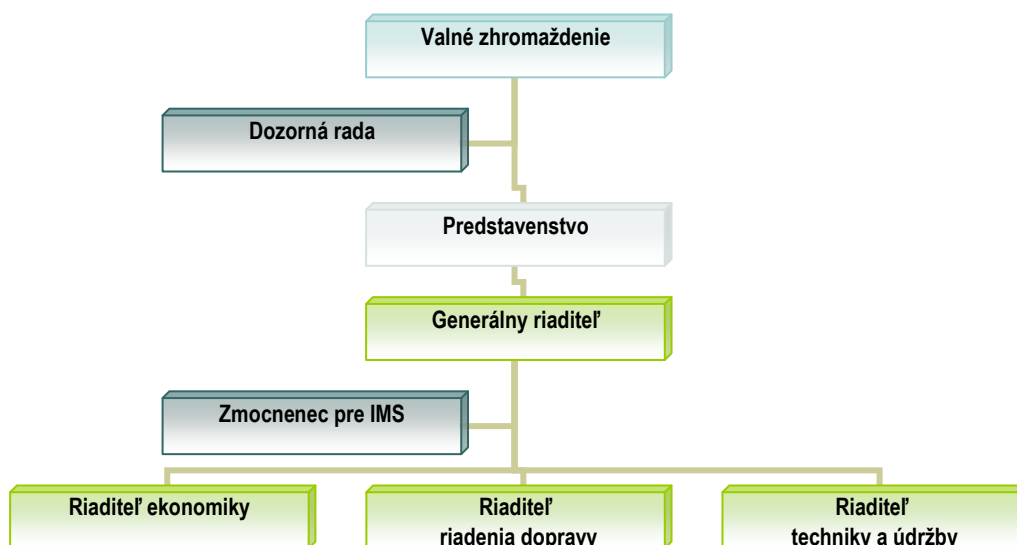 Valné zhromaždenie
Dozorná rada
Predstavenstvo
Generálny riaditeľ
Zmocnenec pre IMS
Riaditeľ ekonomiky
Riaditeľ
riadenia dopravy
Riaditeľ
techniky a údržby